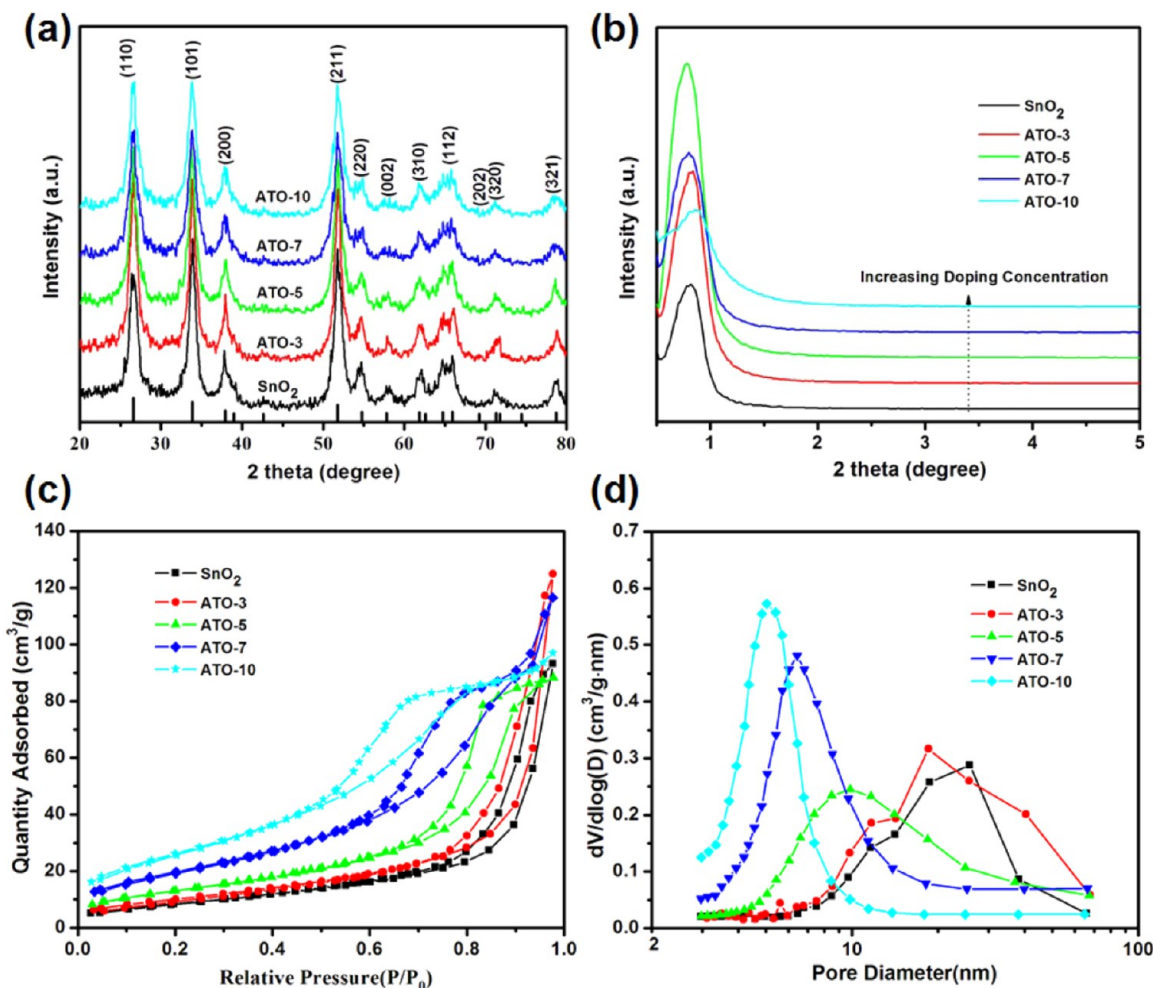 (a)
Intensity (a.u.)
(110)
(101)
(200)
(211)
(220)
(002)
(310)
(112)
(202)
(320)
(321)
ATO-10
ATO-7
ATO-5
ATO-3
SnO₂
20 30 40 50 60 70 80
2 theta (degree)
(b)
Intensity (a.u.)
SnO₂
ATO-3
ATO-5
ATO-7
ATO-10
Increasing Doping Concentration
1 2 3 4 5
2 theta (degree)
(c)
Quantity Adsorbed (cm³/g)
140
120
100
80
60
40
20
0
SnO₂
ATO-3
ATO-5
ATO-7
ATO-10
0.0 0.2 0.4 0.6 0.8 1.0
Relative Pressure(P/P₀)
(d)
dV/dlog(D) (cm³/g·nm)
0.7
0.6
0.5
0.4
0.3
0.2
0.1
0.0
SnO₂
ATO-3
ATO-5
ATO-7
ATO-10
2 10 100
Pore Diameter(nm)